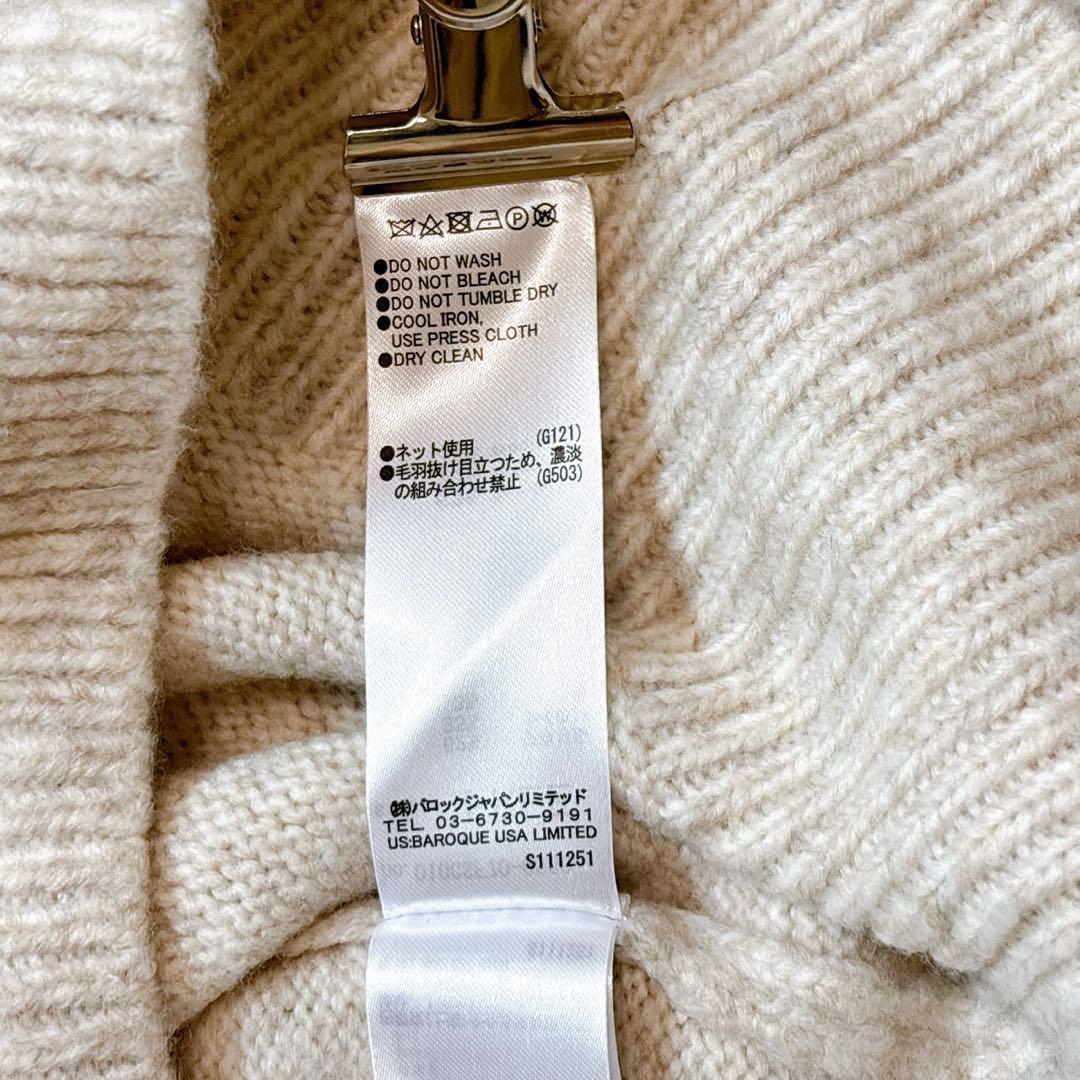 P W
●DO NOT WASH
●DO NOT BLEACH
●DO NOT TUMBLE DRY
●COOL IRON,
USE PRESS CLOTH
●DRY CLEAN
●ネット使用 (G121)
●毛羽抜け目立つため、濃淡
の組み合わせ禁止 (G503)
㈱バロックジャパンリミテッド
TEL. 03-6730-9191
US:BAROQUE USA LIMITED
S111251